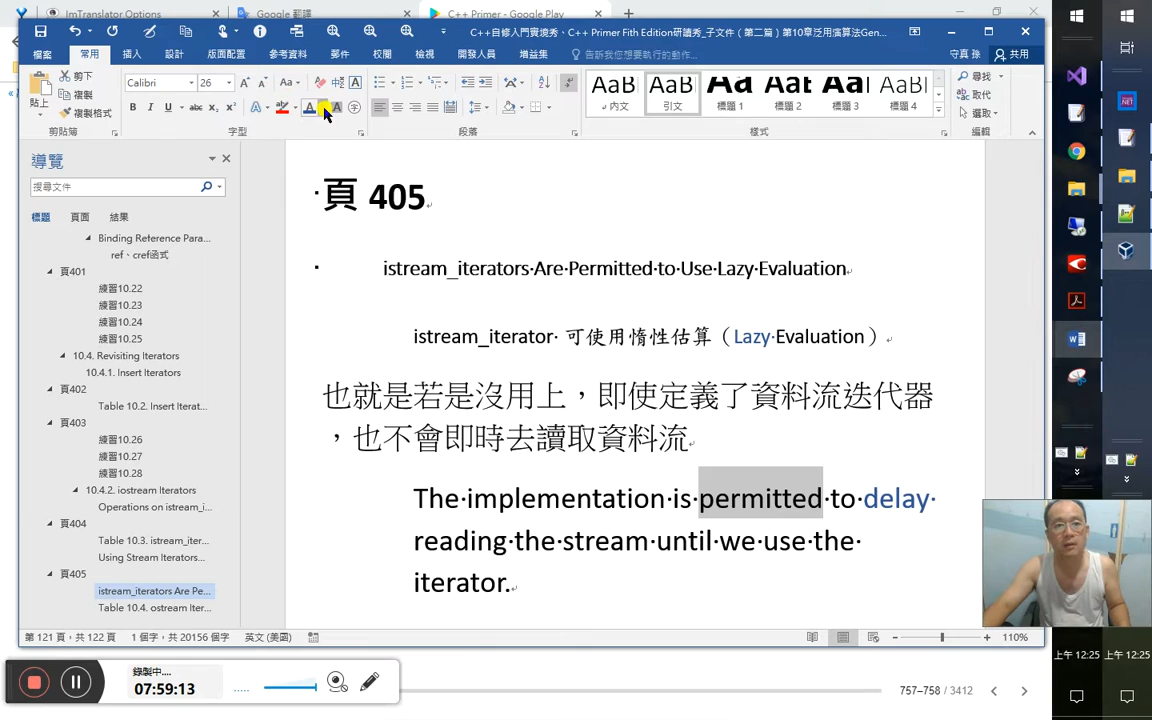 ImTranslator Options
Google 翻譯
C++ Primer - Google Play
C++自修入門實境秀、C++ Primer Fith Edition研讀秀_子文件（第二篇）第10章泛用演算法Gen...
檔案 常用 插入 設計 版面配置 參考資料 郵件 校閱 檢視 開發人員 增益集 告訴我您想要執行的動作... 守真 孫 共用
貼上
剪下
複製
複製格式
剪貼簿
Calibri 26
字型
段落
AaBb 內文
AaBb 引文
標題 1
標題 2
標題 3
標題 4
樣式
尋找
取代
選取
編輯
導覽
搜尋文件
標題 頁面 結果
Binding Reference Para...
ref、cref函式
頁401
練習10.22
練習10.23
練習10.24
練習10.25
10.4. Revisiting Iterators
10.4.1. Insert Iterators
頁402
Table 10.2. Insert Iterat...
頁403
練習10.26
練習10.27
練習10.28
10.4.2. iostream Iterators
Operations on istream_i...
頁404
Table 10.3. istream_iter...
Using Stream Iterators...
頁405
istream_iterators Are Pe...
Table 10.4. ostream Iter...
頁 405
istream_iterators Are Permitted to Use Lazy Evaluation
istream_iterator 可使用惰性估算（Lazy Evaluation）
也就是若是沒用上，即使定義了資料流迭代器
，也不會即時去讀取資料流
The implementation is permitted to delay
reading the stream until we use the
iterator.
第 121 頁，共 122 頁 1 個字，共 20156 個字 英文 (美國) 110%
錄製中....
07:59:13
757–758 / 3412
上午 12:25 上午 12:25